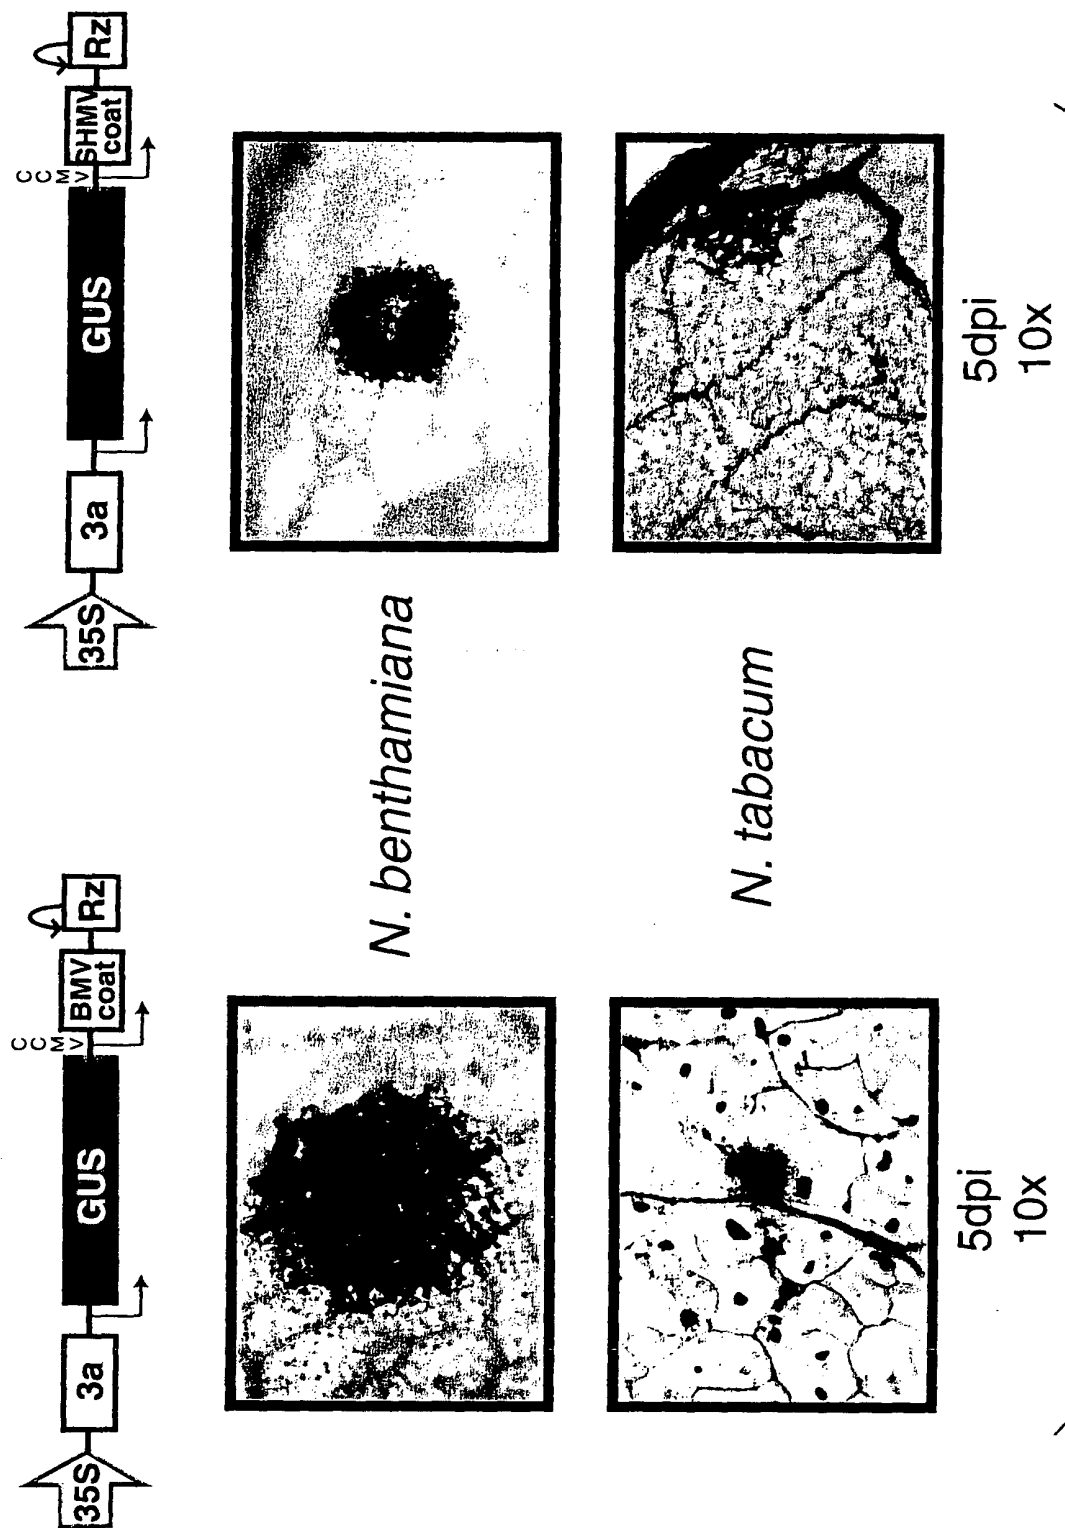 35S 3a GUS CCMV BMV coat Rz
35S 3a GUS CCMV SHMV coat Rz
N. benthamiana
N. tabacum
5dpi
10x
5dpi
10x